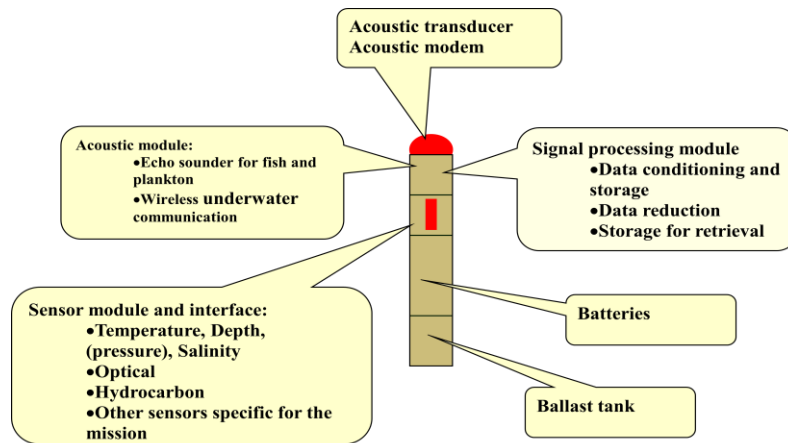 Acoustic transducer
Acoustic modem
Acoustic module:
•Echo sounder for fish and
plankton
•Wireless underwater
communication
Signal processing module
•Data conditioning and
storage
•Data reduction
•Storage for retrieval
Sensor module and interface:
•Temperature, Depth,
(pressure), Salinity
•Optical
•Hydrocarbon
•Other sensors specific for the
mission
Batteries
Ballast tank